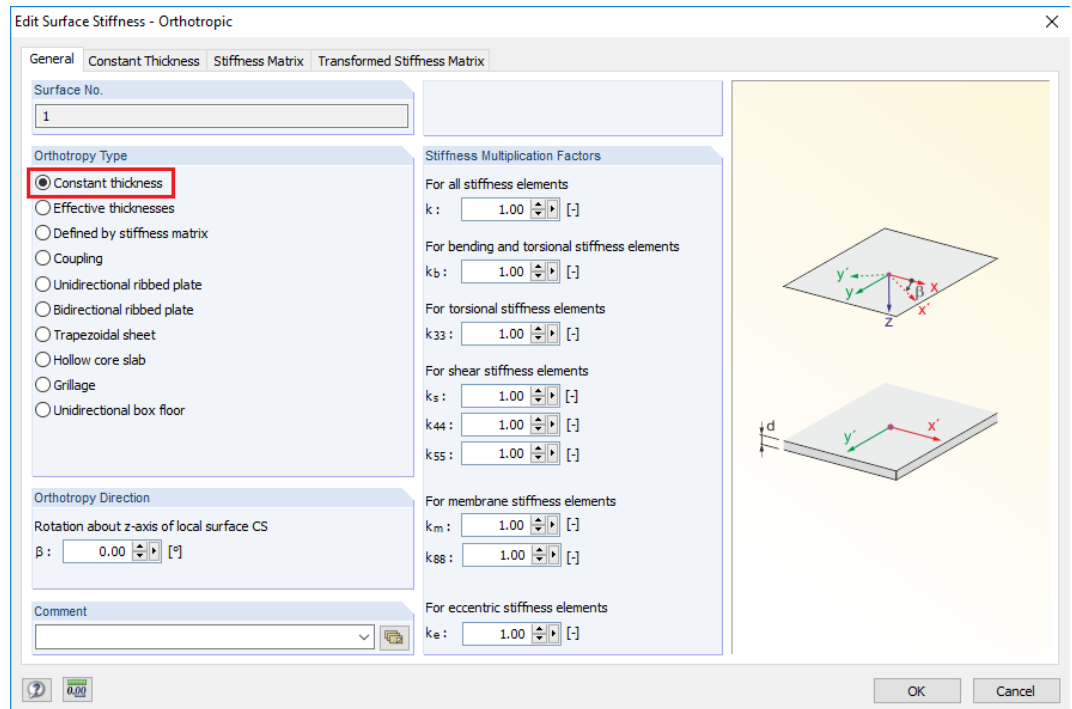 Edit Surface Stiffness - Orthotropic
General Constant Thickness Stiffness Matrix Transformed Stiffness Matrix
Surface No.
1
Orthotropy Type
Constant thickness
Effective thicknesses
Defined by stiffness matrix
Coupling
Unidirectional ribbed plate
Bidirectional ribbed plate
Trapezoidal sheet
Hollow core slab
Grillage
Unidirectional box floor
Orthotropy Direction
Rotation about z-axis of local surface CS
β : 0.00 [°]
Comment
Stiffness Multiplication Factors
For all stiffness elements
k : 1.00 [-]
For bending and torsional stiffness elements
kb : 1.00 [-]
For torsional stiffness elements
k33 : 1.00 [-]
For shear stiffness elements
ks : 1.00 [-]
k44 : 1.00 [-]
k55 : 1.00 [-]
For membrane stiffness elements
km : 1.00 [-]
k88 : 1.00 [-]
For eccentric stiffness elements
ke : 1.00 [-]
y´
y
β
x
x´
z
d
y´
x´
0.00
OK Cancel